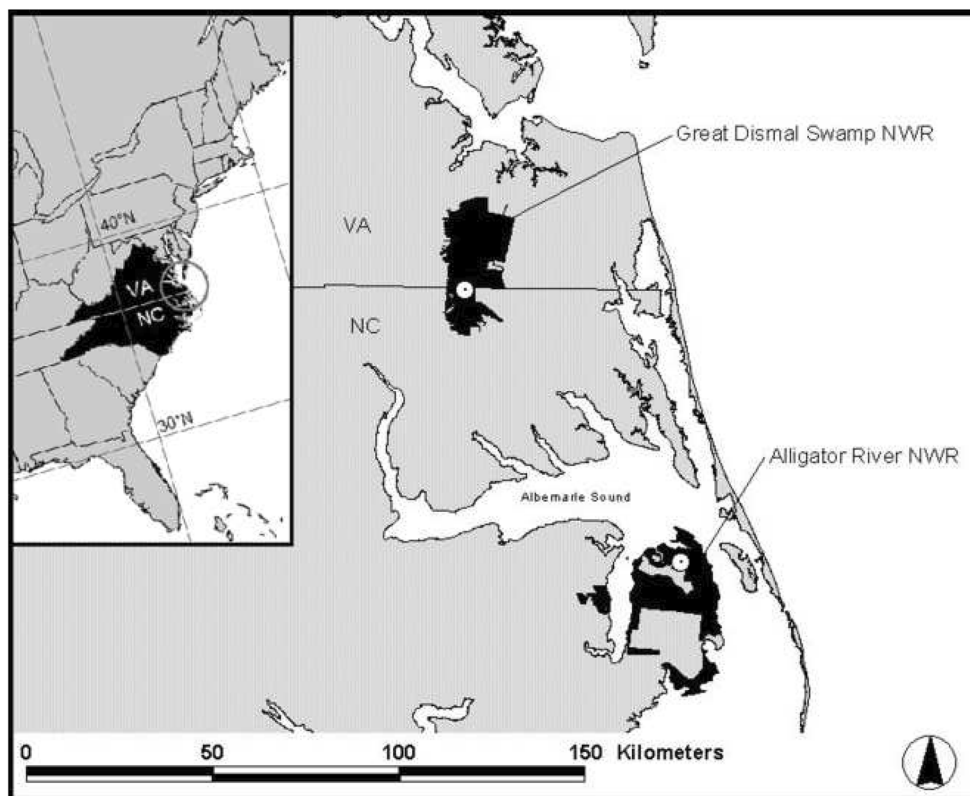 40°N
VA
NC
30°N
Great Dismal Swamp NWR
VA
NC
Alligator River NWR
Albemarle Sound
0 50 100 150 Kilometers